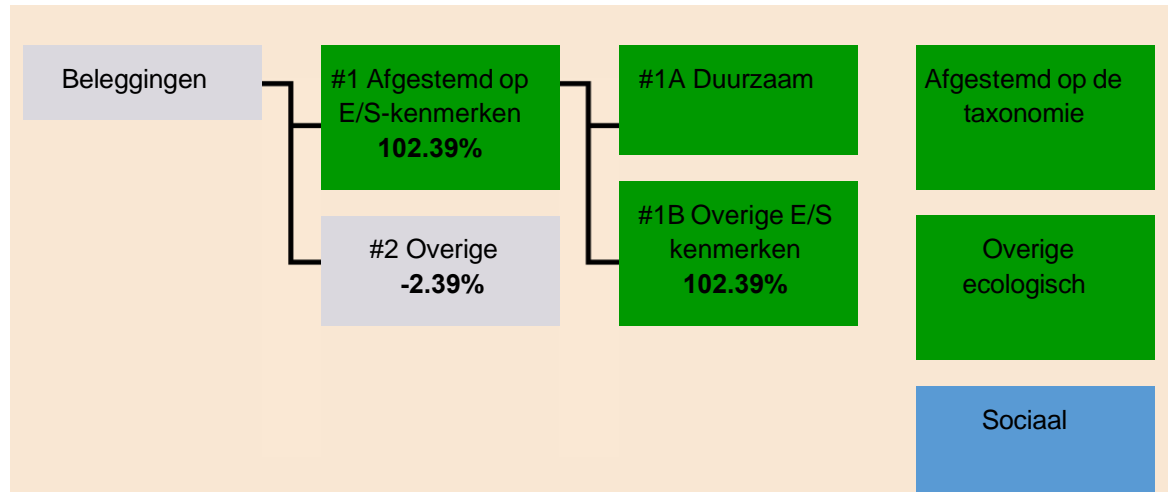 Beleggingen
#1 Afgestemd op
E/S-kenmerken
102.39%
#2 Overige
-2.39%
#1A Duurzaam
#1B Overige E/S
kenmerken
102.39%
Afgestemd op de
taxonomie
Overige
ecologisch
Sociaal